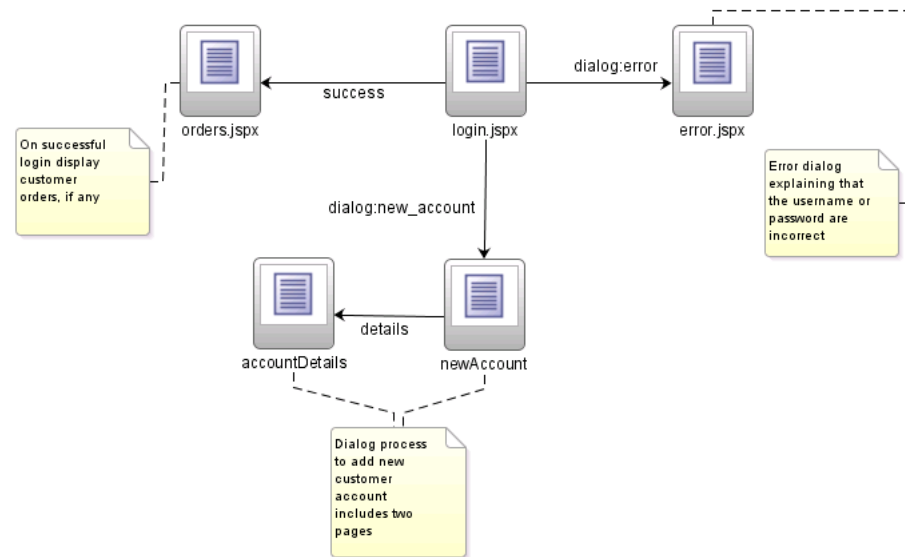 dialog:error
success
orders.jspx
login.jspx
error.jspx
On successful
login display
customer
orders, if any
Error dialog
explaining that
the username or
password are
incorrect
dialog:new_account
details
accountDetails
newAccount
Dialog process
to add new
customer
account
includes two
pages